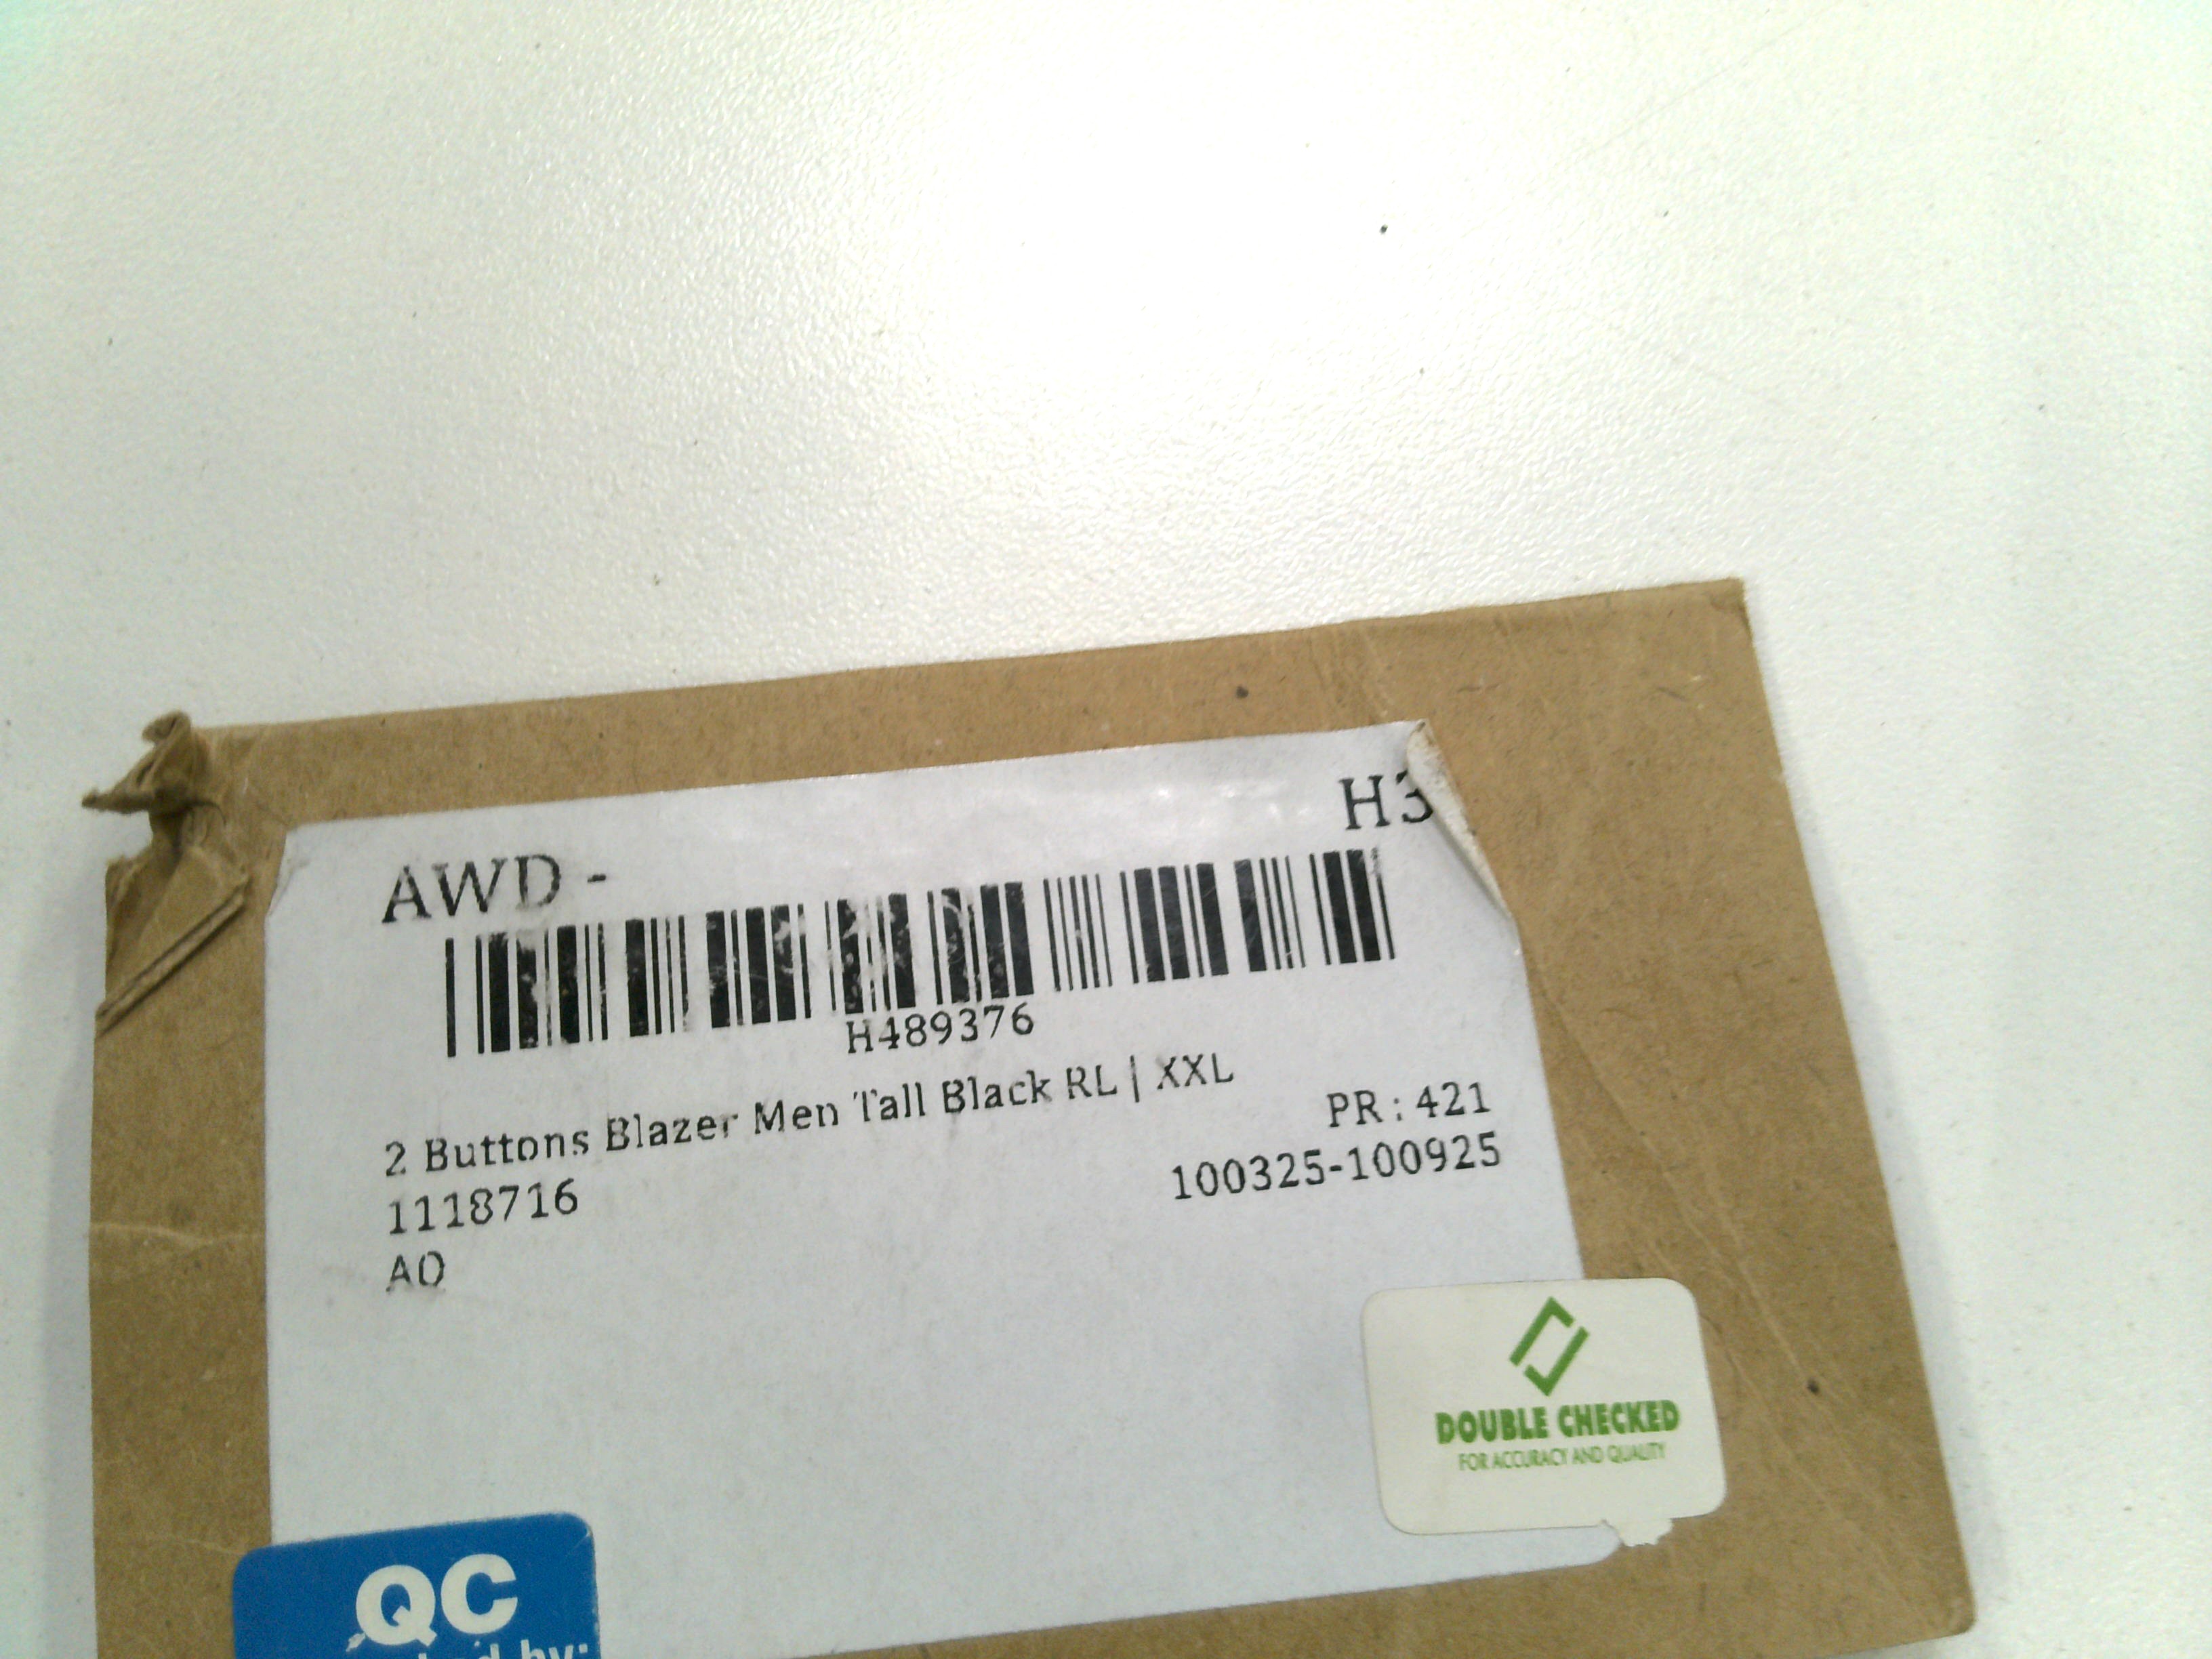 AWD - H3
H489376
2 Buttons Blazer Men Tall Black RL | XXL
PR : 421
1118716
100325-100925
AO
DOUBLE CHECKED
FOR ACCURACY AND QUALITY
QC
by: